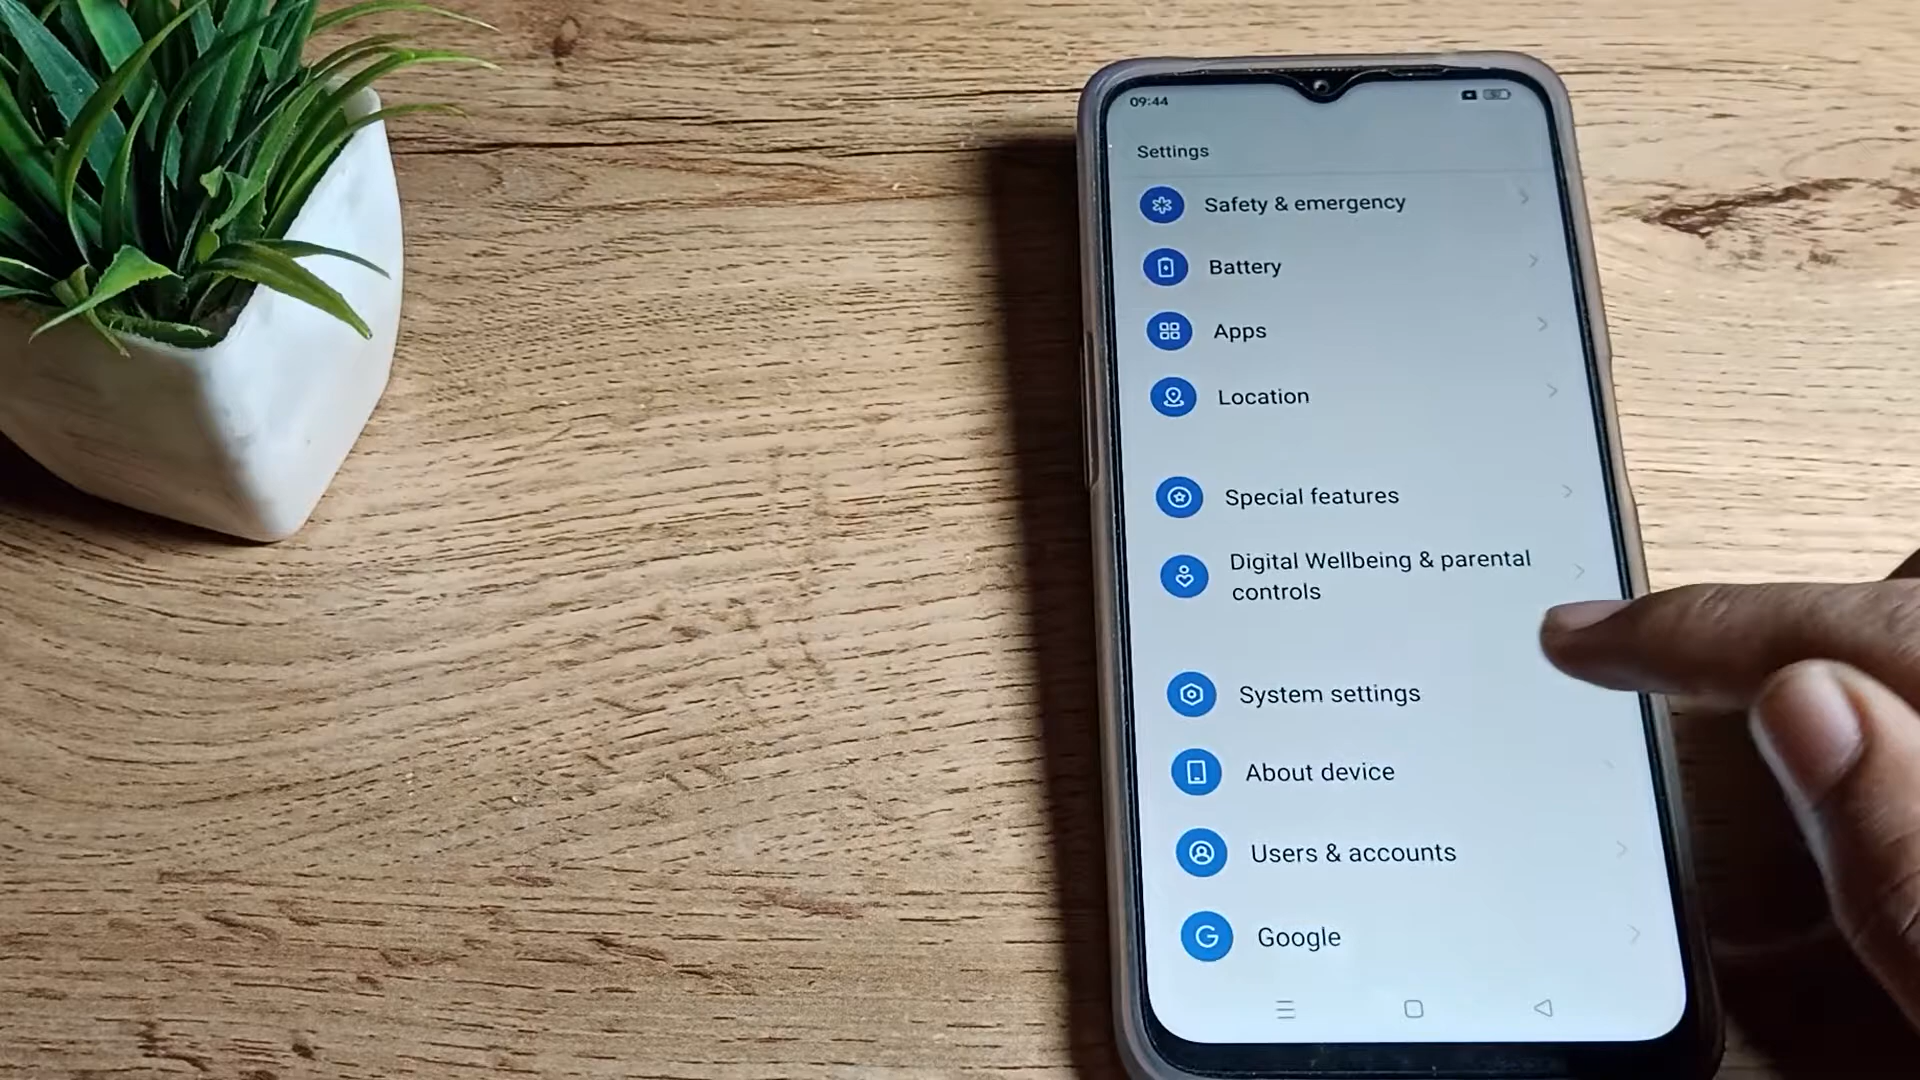 09:44
Settings
Safety & emergency
Battery
Apps
Location
Special features
Digital Wellbeing & parental
controls
System settings
About device
Users & accounts
Google